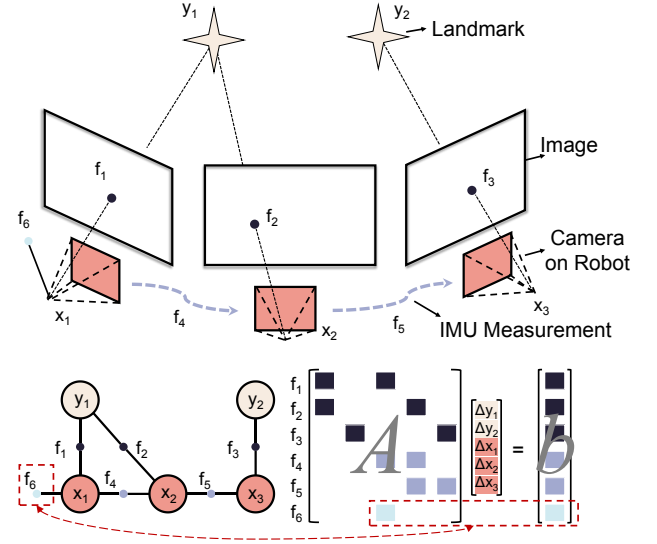 y1
y2
Landmark
f1
f2
f3
Image
f6
Camera
on Robot
x1
f4
x2
f5
x3
IMU Measurement
y1
y2
f1
f2
f3
f6
x1
f4
x2
f5
x3
f1
f2
f3
f4
f5
f6
A
Δy1
Δy2
Δx1
Δx2
Δx3
=
b